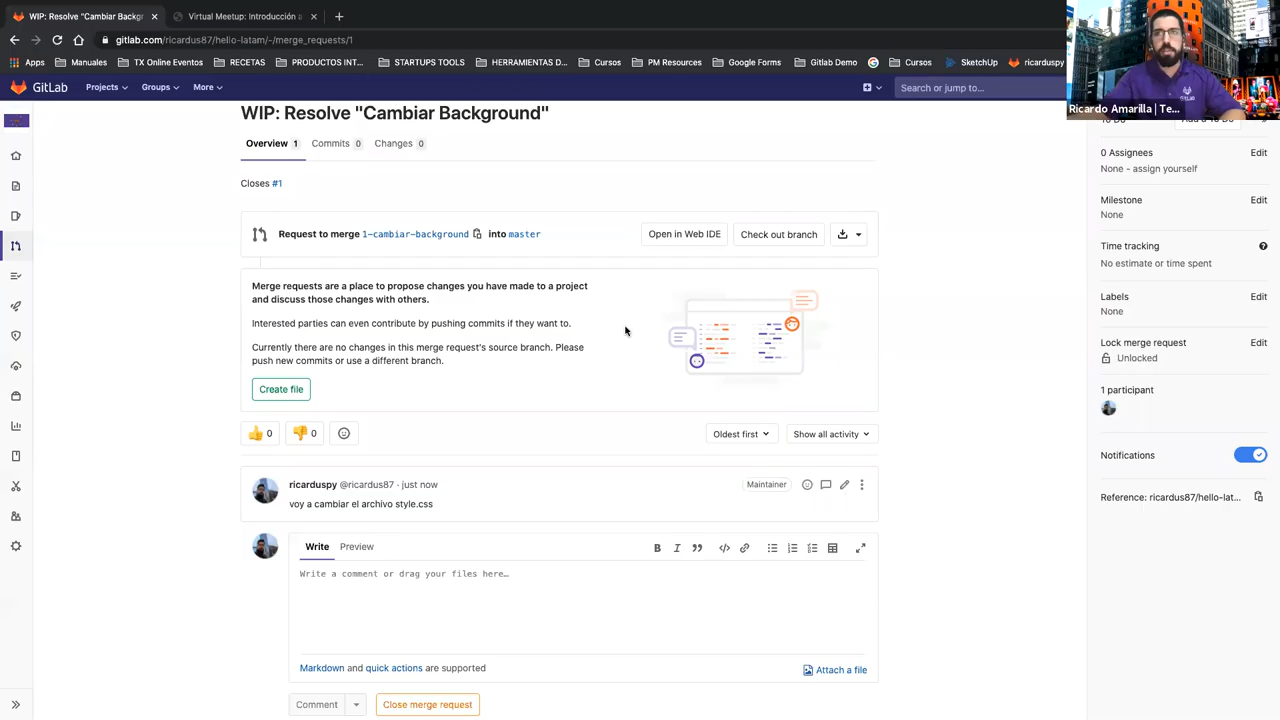 WIP: Resolve "Cambiar Backgr
Virtual Meetup: Introducción a
gitlab.com/ricardus87/hello-latam/-/merge_requests/1
Apps
Manuales
TX Online Eventos
RECETAS
PRODUCTOS INT...
STARTUPS TOOLS
HERRAMIENTAS D...
Cursos
PM Resources
Google Forms
Gitlab Demo
Cursos
SketchUp
ricarduspy
GitLab
Projects
Groups
More
Search or jump to...
Ricardo Amarilla | Te...
WIP: Resolve "Cambiar Background"
Overview 1
Commits 0
Changes 0
Closes #1
Request to merge 1-cambiar-background into master
Open in Web IDE
Check out branch
Merge requests are a place to propose changes you have made to a project
and discuss those changes with others.
Interested parties can even contribute by pushing commits if they want to.
Currently there are no changes in this merge request's source branch. Please
push new commits or use a different branch.
Create file
0
0
Oldest first
Show all activity
ricarduspy @ricardus87 · just now
Maintainer
voy a cambiar el archivo style.css
Write
Preview
Write a comment or drag your files here…
Markdown and quick actions are supported
Attach a file
Comment
Close merge request
0 Assignees
Edit
None - assign yourself
Milestone
Edit
None
Time tracking
No estimate or time spent
Labels
Edit
None
Lock merge request
Edit
Unlocked
1 participant
Notifications
Reference: ricardus87/hello-lat...